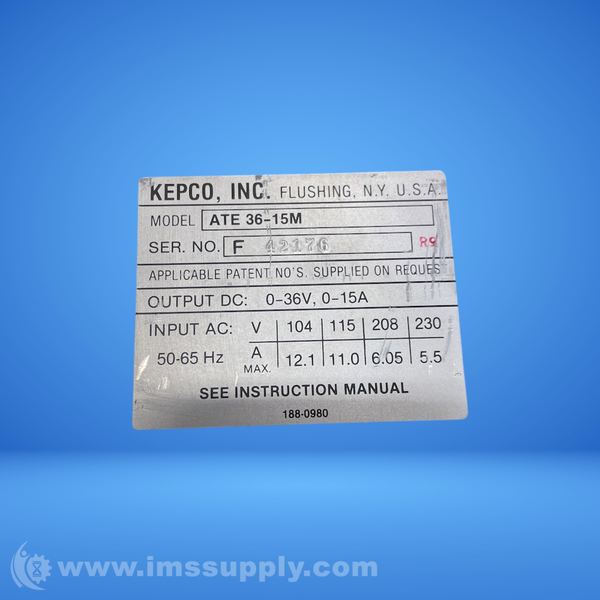 KEPCO, INC. FLUSHING, N.Y. U.S.A.
MODEL ATE 36-15M
SER. NO. F 42176 R9
APPLICABLE PATENT NO'S. SUPPLIED ON REQUES
OUTPUT DC: 0-36V, 0-15A
INPUT AC: V 104 115 208 230
50-65 Hz A MAX. 12.1 11.0 6.05 5.5
SEE INSTRUCTION MANUAL
188-0980
www.imssupply.com